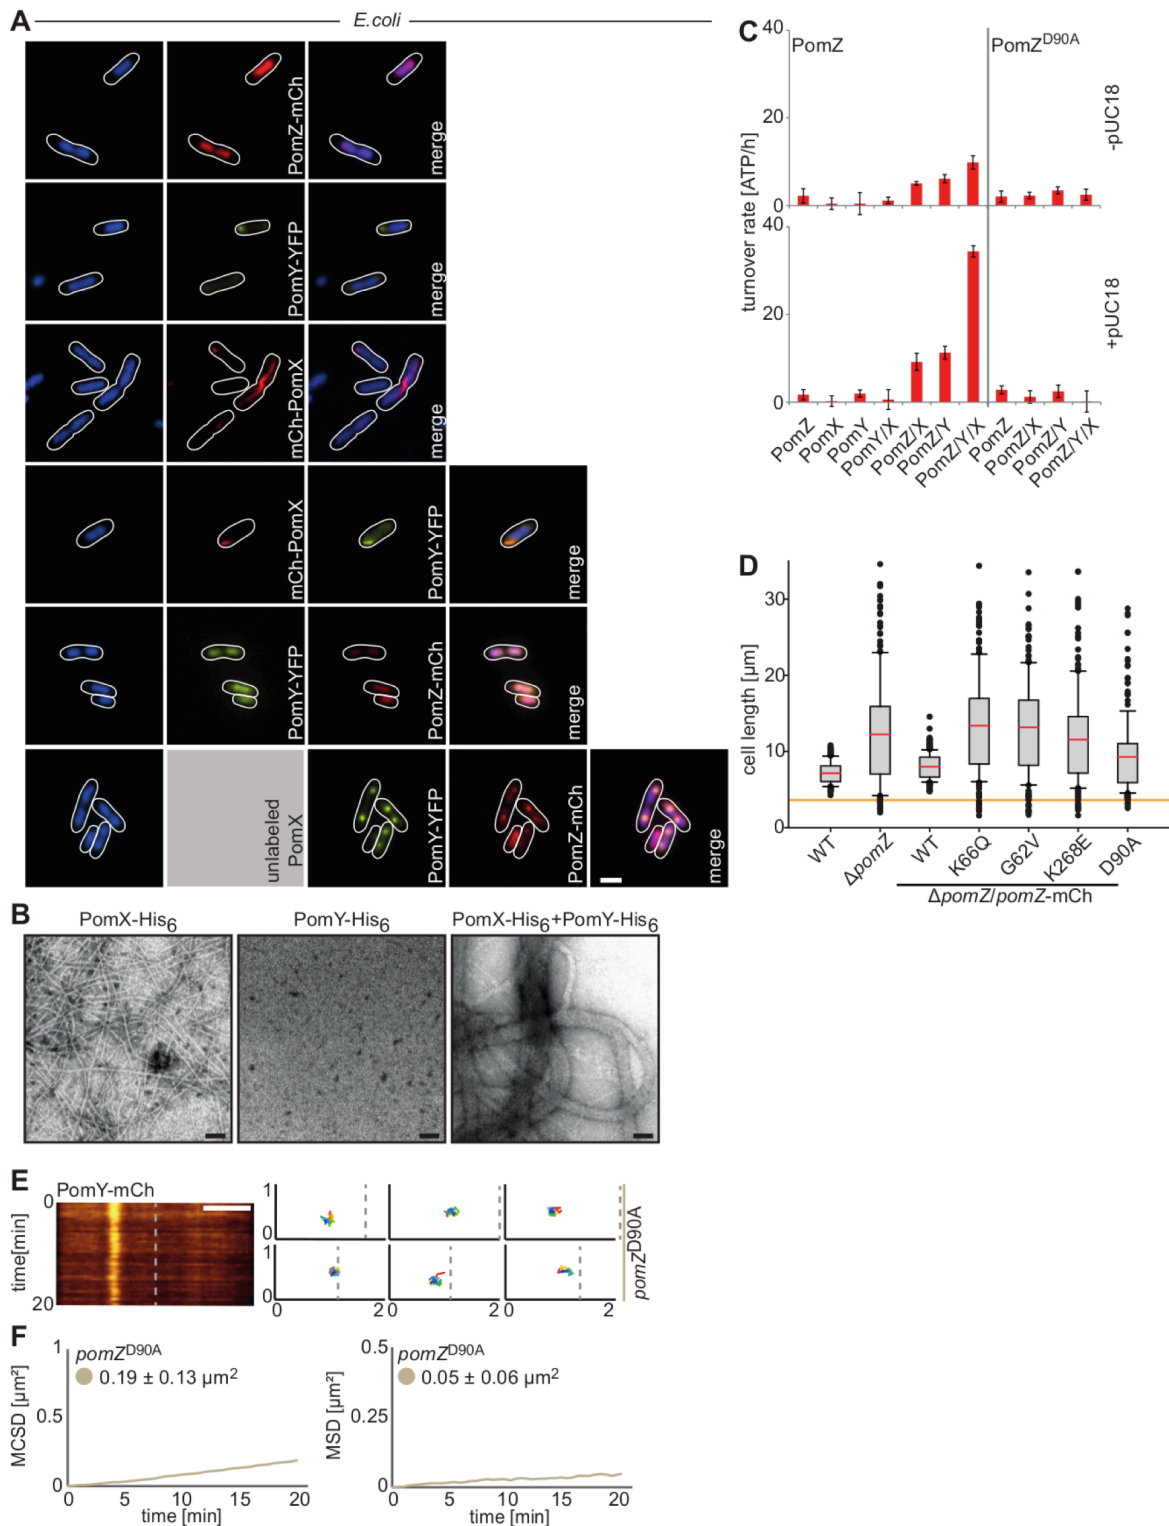 A
E.coli
PomZ-mCh
merge
PomY-YFP
merge
mCh-PomX
merge
mCh-PomX
PomY-YFP
merge
PomY-YFP
PomZ-mCh
merge
unlabeled
PomX
PomY-YFP
PomZ-mCh
merge
B
PomX-His6
PomY-His6
PomX-His6+PomY-His6
C
PomZ
PomZD90A
40
20
0
40
20
0
turnover rate [ATP/h]
-pUC18
+pUC18
PomZ
PomX
PomY
PomY/X
PomZ/X
PomZ/Y
PomZ/Y/X
PomZ
PomZ/X
PomZ/Y
PomZ/Y/X
D
cell length [µm]
30
20
10
0
WT
ΔpomZ
WT
K66Q
G62V
K268E
D90A
ΔpomZ/pomZ-mCh
E
PomY-mCh
0
time[min]
20
1
0
1
0
0
2
0
2
0
2
pomZD90A
F
1
0.5
0
MCSD [µm²]
pomZD90A
0.19 ± 0.13 µm²
0
5
10
15
20
time [min]
0.5
0.25
0
MSD [µm²]
pomZD90A
0.05 ± 0.06 µm²
0
5
10
15
20
time [min]